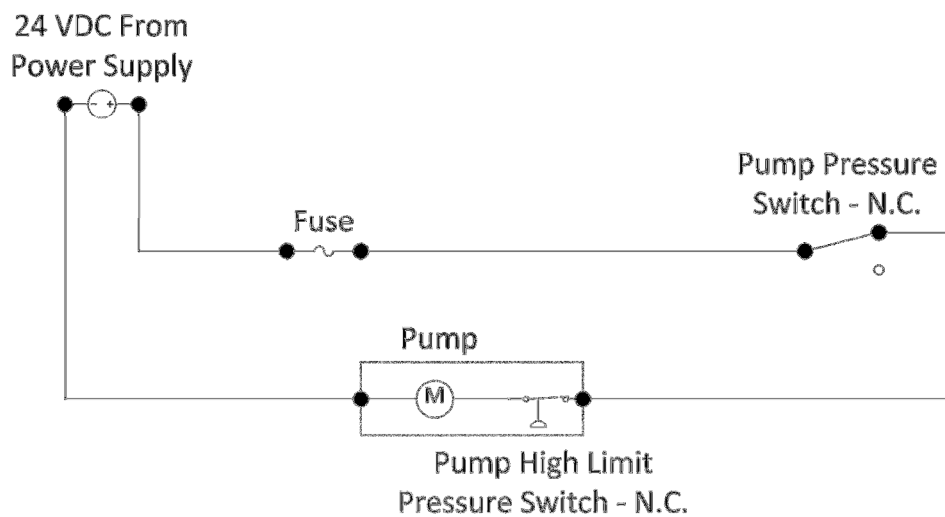 24 VDC From
Power Supply
- +
Pump Pressure
Switch - N.C.
Fuse
Pump
M
Pump High Limit
Pressure Switch - N.C.